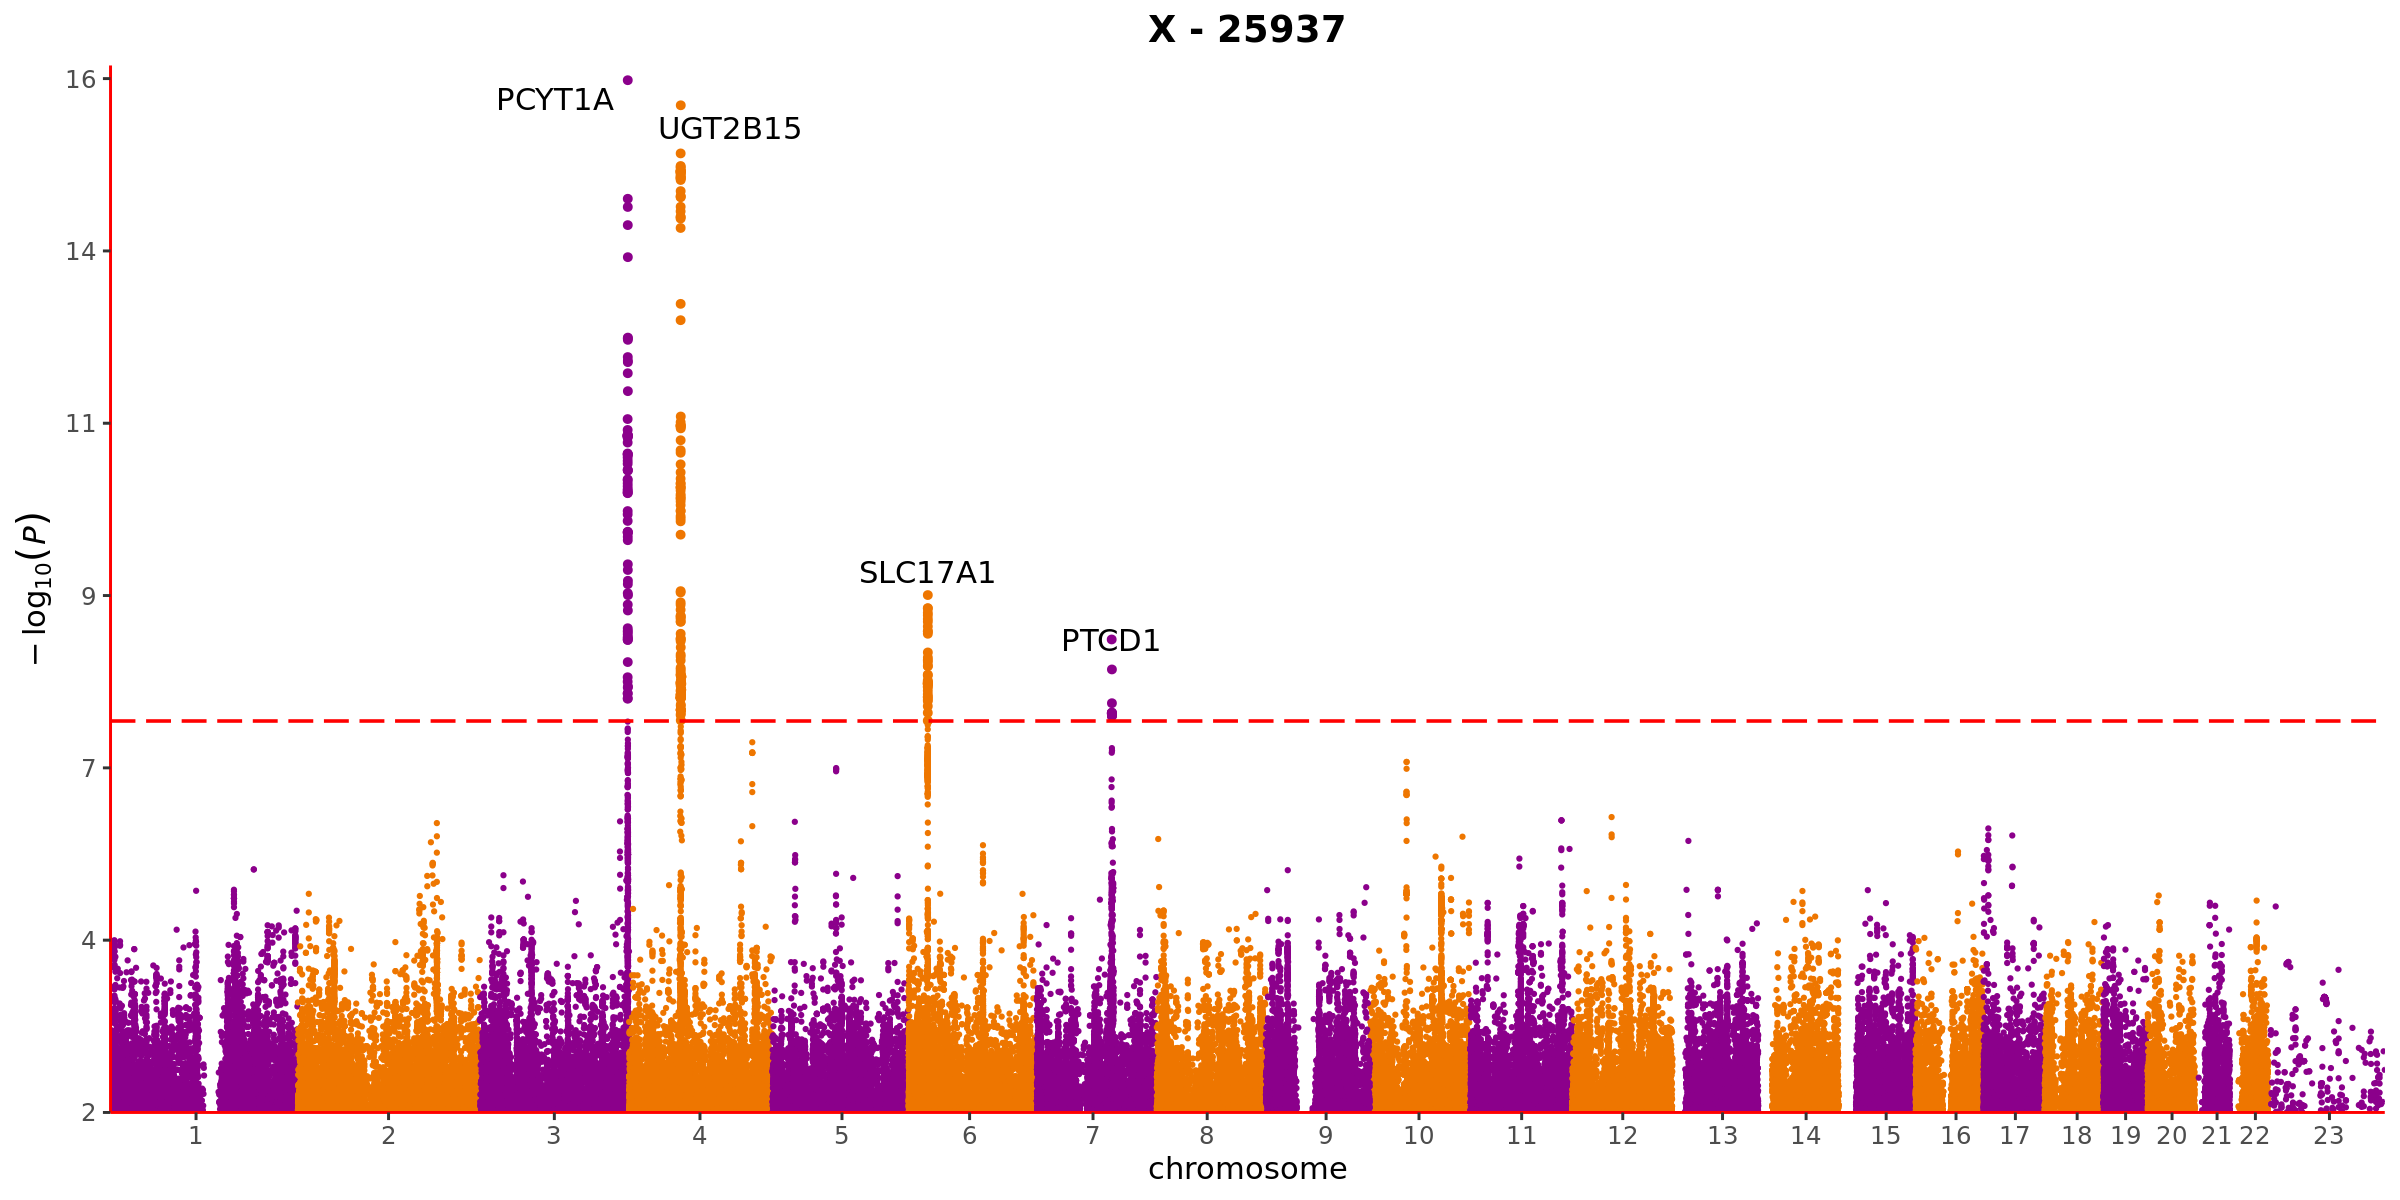 X - 25937
16
PCYT1A
UGT2B15
14
11
− log10(P)
9
SLC17A1
PTCD1
7
4
2
1 2 3 4 5 6 7 8 9 10 11 12 13 14 15 16 17 18 19 20 21 22 23
chromosome